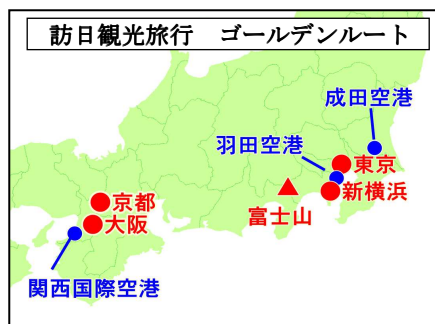 訪日観光旅行　ゴールデンルート
成田空港
羽田空港
東京
新横浜
富士山
京都
大阪
関西国際空港